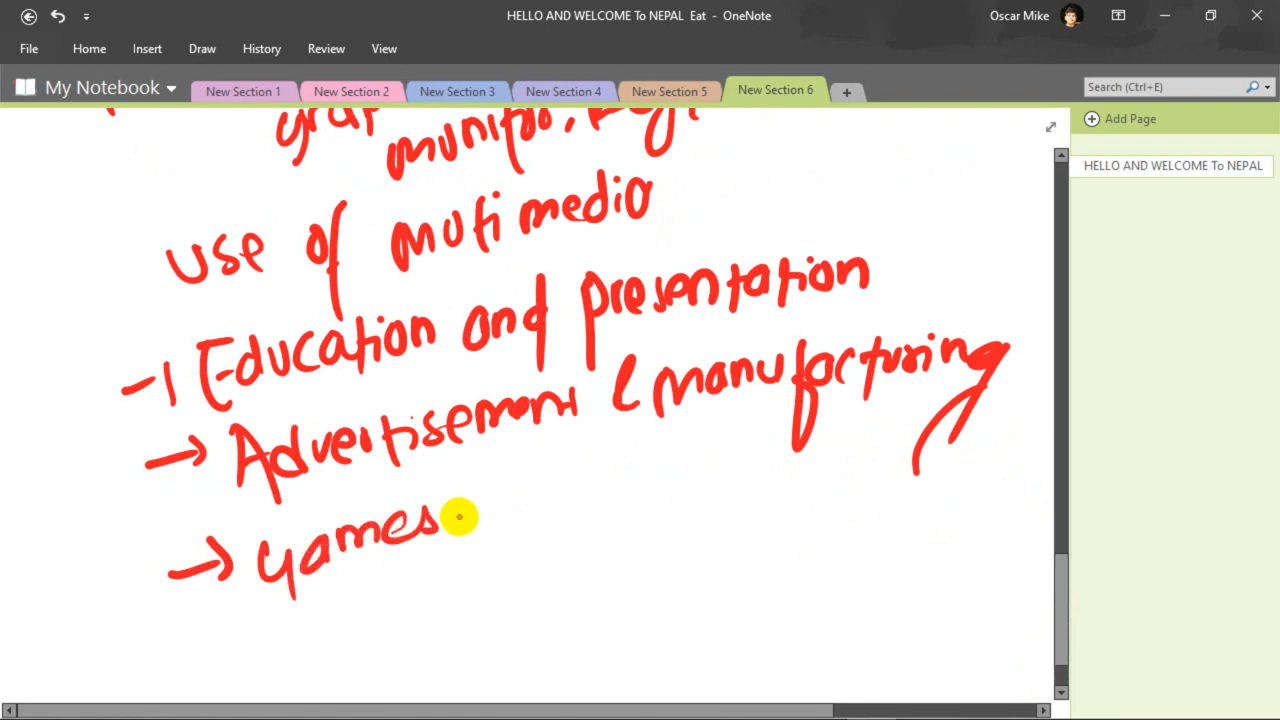 HELLO AND WELCOME To NEPAL Eat - OneNote
Oscar Mike
File Home Insert Draw History Review View
My Notebook New Section 1 New Section 2 New Section 3 New Section 4 New Section 5 New Section 6
Search (Ctrl+E)
Add Page
HELLO AND WELCOME To NEPAL
use of mutimedia
Education and presentation
→ Advertisement & manufacturing
→ games